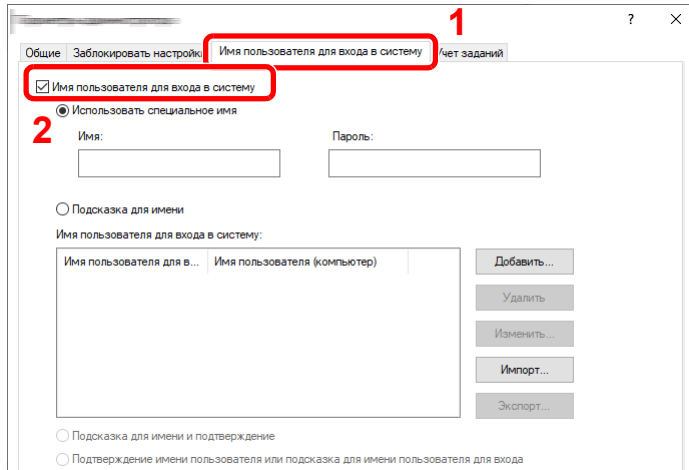 1
? ×
Общие Заблокировать настройки Имя пользователя для входа в систему Учет заданий
Имя пользователя для входа в систему
Использовать специальное имя
2
Имя: Пароль:
Подсказка для имени
Имя пользователя для входа в систему:
Имя пользователя для в... Имя пользователя (компьютер)
Добавить...
Удалить
Изменить...
Импорт...
Экспорт...
Подсказка для имени и подтверждение
Подтверждение имени пользователя или подсказка для имени пользователя для входа